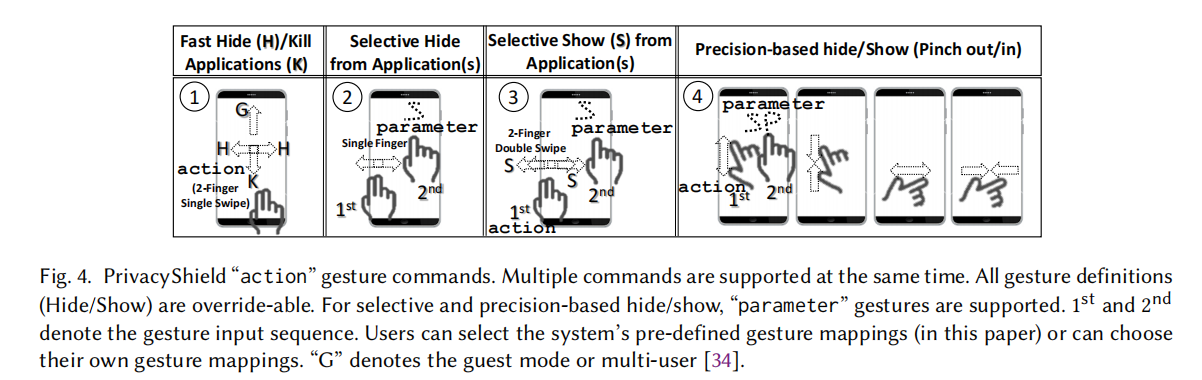 Fast Hide (H)/Kill
Applications (K)
Selective Hide
from Application(s)
Selective Show (S) from
Application(s)
Precision-based hide/Show (Pinch out/in)
1
G
H
H
action
K
(2-Finger
Single Swipe)
2
S
parameter
Single Finger
2nd
1st
3
S
2-Finger
Double Swipe
parameter
S
S
2nd
1st
action
4
parameter
SP
action
1st
2nd
Fig. 4. PrivacyShield “action” gesture commands. Multiple commands are supported at the same time. All gesture definitions
(Hide/Show) are override-able. For selective and precision-based hide/show, “parameter” gestures are supported. 1st and 2nd
denote the gesture input sequence. Users can select the system’s pre-defined gesture mappings (in this paper) or can choose
their own gesture mappings. “G” denotes the guest mode or multi-user [34].